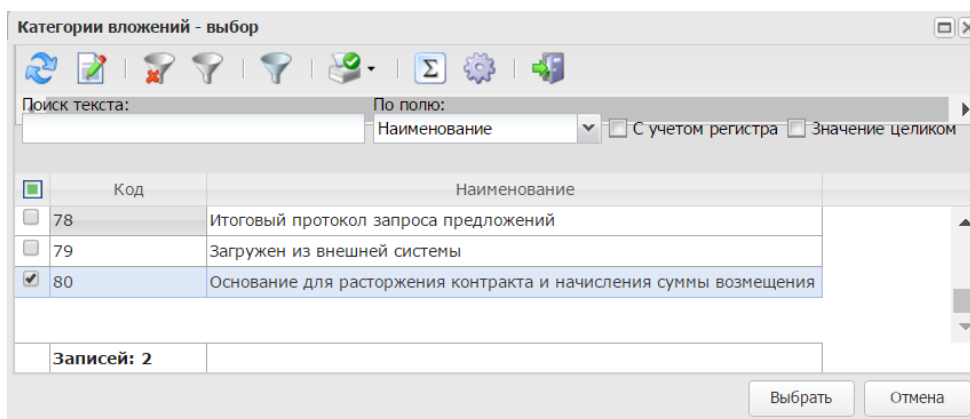 Категории вложений - выбор
Поиск текста:
По полю:
Наименование
С учетом регистра
Значение целиком
Код
Наименование
78
Итоговый протокол запроса предложений
79
Загружен из внешней системы
80
Основание для расторжения контракта и начисления суммы возмещения
Записей: 2
Выбрать
Отмена